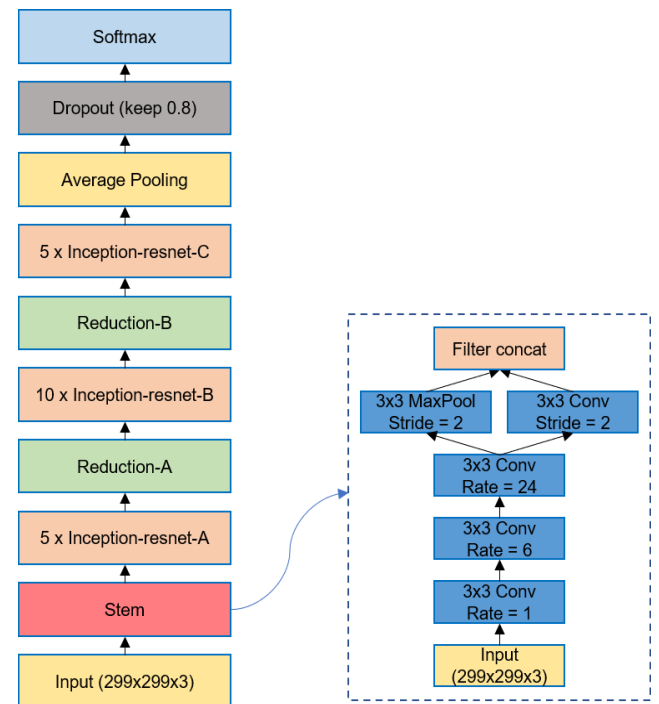 Softmax
Dropout (keep 0.8)
Average Pooling
5 x Inception-resnet-C
Reduction-B
10 x Inception-resnet-B
Reduction-A
5 x Inception-resnet-A
Stem
Input (299x299x3)
Filter concat
3x3 MaxPool
Stride = 2
3x3 Conv
Stride = 2
3x3 Conv
Rate = 24
3x3 Conv
Rate = 6
3x3 Conv
Rate = 1
Input
(299x299x3)